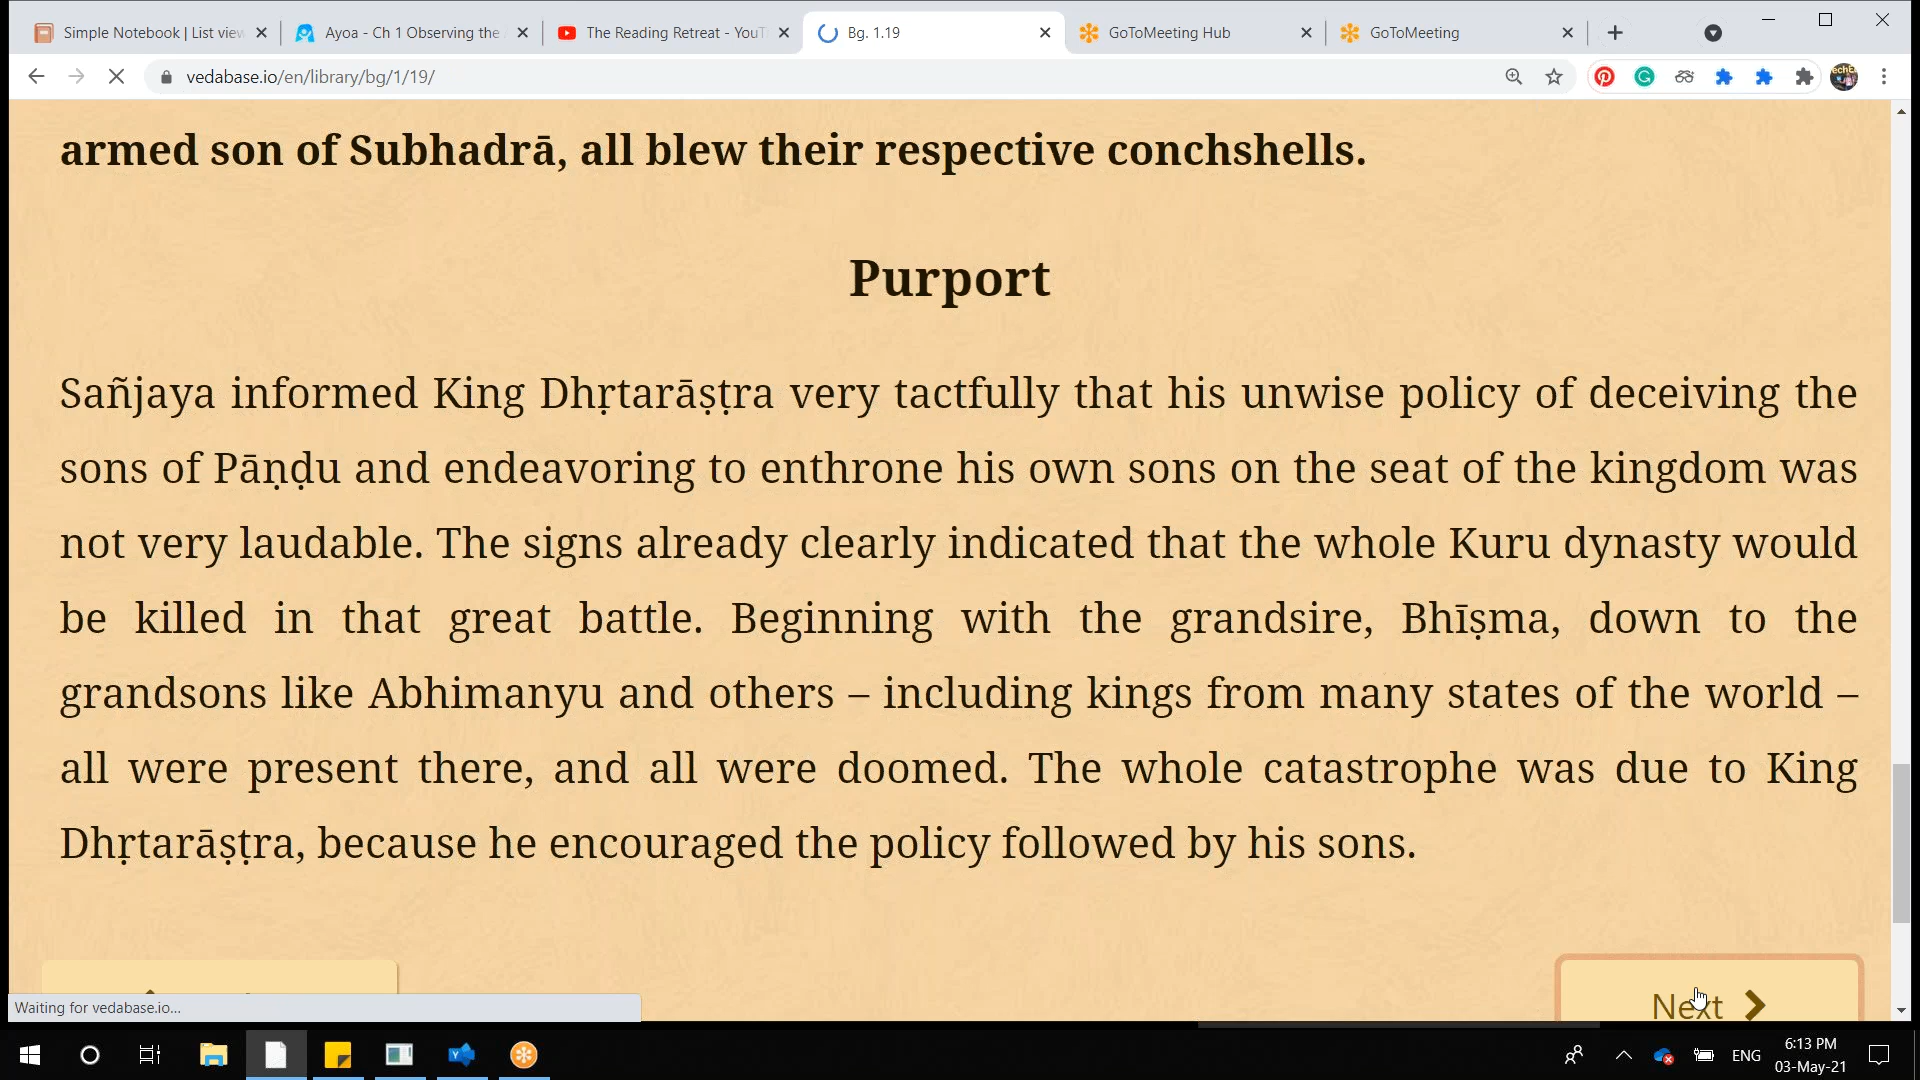 Simple Notebook | List view
Ayoa - Ch 1 Observing the
The Reading Retreat - YouT
Bg. 1.19
GoToMeeting Hub
GoToMeeting
vedabase.io/en/library/bg/1/19/
armed son of Subhadrā, all blew their respective conchshells.
Purport
Sañjaya informed King Dhṛtarāṣṭra very tactfully that his unwise policy of deceiving the
sons of Pāṇḍu and endeavoring to enthrone his own sons on the seat of the kingdom was
not very laudable. The signs already clearly indicated that the whole Kuru dynasty would
be killed in that great battle. Beginning with the grandsire, Bhīṣma, down to the
grandsons like Abhimanyu and others – including kings from many states of the world –
all were present there, and all were doomed. The whole catastrophe was due to King
Dhṛtarāṣṭra, because he encouraged the policy followed by his sons.
Next
Waiting for vedabase.io...
ENG
6:13 PM
03-May-21